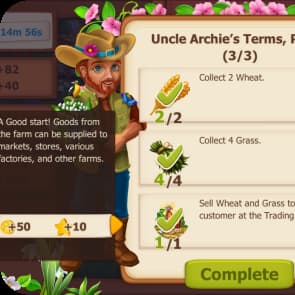 14m 56s
+82
+40
A Good start! Goods from
the farm can be supplied to
markets, stores, various
factories, and other farms.
+50 +10
Uncle Archie's Terms, P
(3/3)
Collect 2 Wheat.
2/2
Collect 4 Grass.
4/4
Sell Wheat and Grass to
customer at the Trading
1/1
Complete